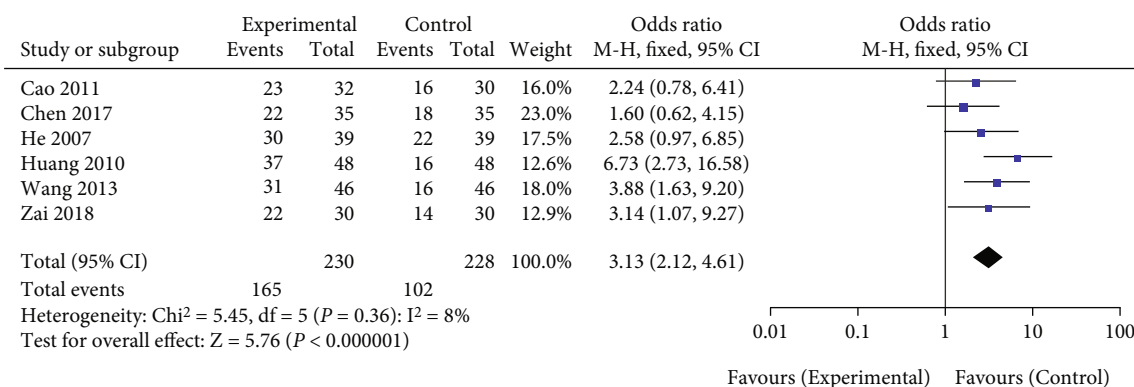 Experimental Control Odds ratio Odds ratio
Study or subgroup Events Total Events Total Weight M-H, fixed, 95% CI M-H, fixed, 95% CI
Cao 2011 23 32 16 30 16.0% 2.24 (0.78, 6.41)
Chen 2017 22 35 18 35 23.0% 1.60 (0.62, 4.15)
He 2007 30 39 22 39 17.5% 2.58 (0.97, 6.85)
Huang 2010 37 48 16 48 12.6% 6.73 (2.73, 16.58)
Wang 2013 31 46 16 46 18.0% 3.88 (1.63, 9.20)
Zai 2018 22 30 14 30 12.9% 3.14 (1.07, 9.27)
Total (95% CI) 230 228 100.0% 3.13 (2.12, 4.61)
Total events 165 102
Heterogeneity: Chi² = 5.45, df = 5 (P = 0.36): I² = 8%
Test for overall effect: Z = 5.76 (P < 0.000001)
0.01 0.1 1 10 100
Favours (Experimental) Favours (Control)